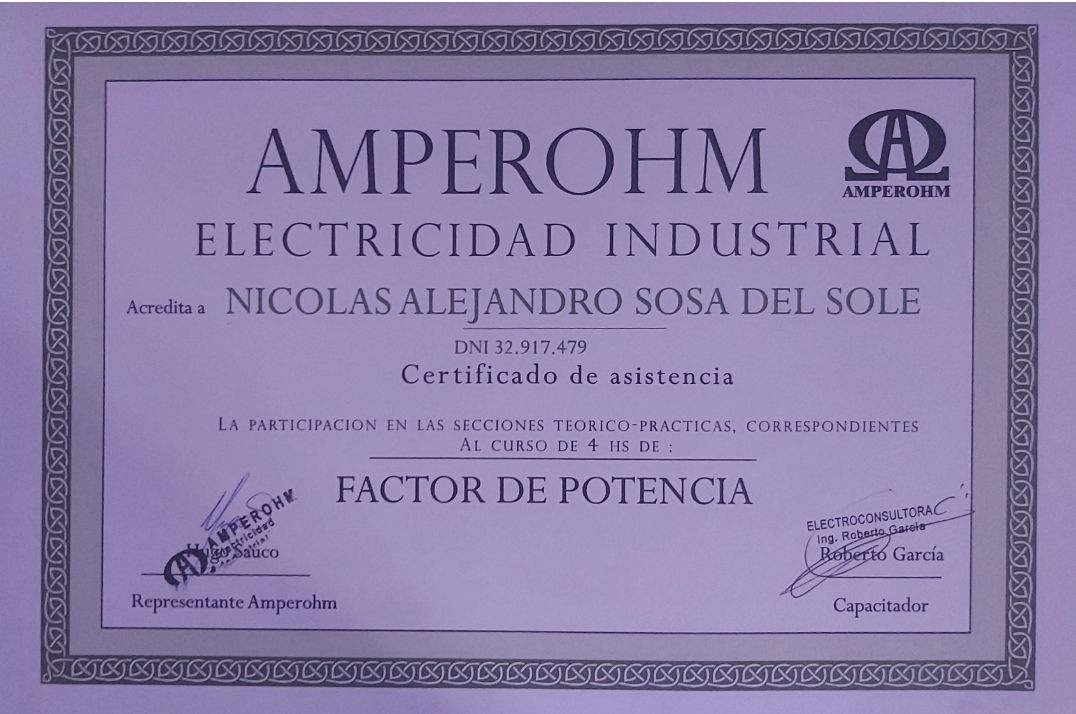 AMPEROHM
AMPEROHM
ELECTRICIDAD INDUSTRIAL
Acredita a NICOLAS ALEJANDRO SOSA DEL SOLE
DNI 32.917.479
Certificado de asistencia
LA PARTICIPACION EN LAS SECCIONES TEORICO-PRACTICAS, CORRESPONDIENTES
AL CURSO DE 4 HS DE :
FACTOR DE POTENCIA
AMPEROHM
Electricidad
Hugo Sauco
Representante Amperohm
ELECTROCONSULTORA
Ing. Roberto García
Roberto García
Capacitador